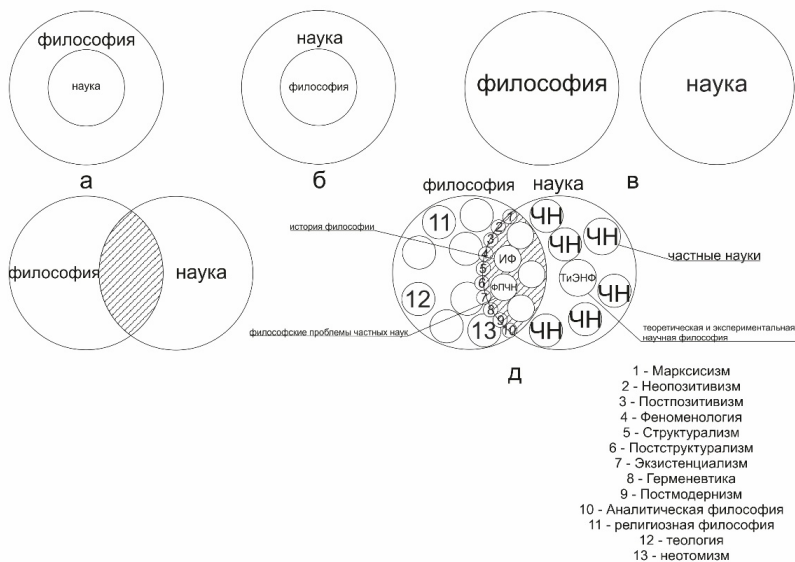 философия
наука
а
наука
философия
б
философия
наука
в
философия
наука
философия
наука
история философии
философские проблемы частных наук
11
12
13
1
2
3
4
5
6
7
8
9
10
ИФ
ФПЧН
ЧН
ЧН
ЧН
ТиЭНФ
ЧН
ЧН
ЧН
частные науки
теоретическая и экспериментальная
научная философия
д
1 - Марксисизм
2 - Неопозитивизм
3 - Постпозитивизм
4 - Феноменология
5 - Структурализм
6 - Постструктурализм
7 - Экзистенциализм
8 - Герменевтика
9 - Постмодернизм
10 - Аналитическая философия
11 - религиозная философия
12 - теология
13 - неотомизм